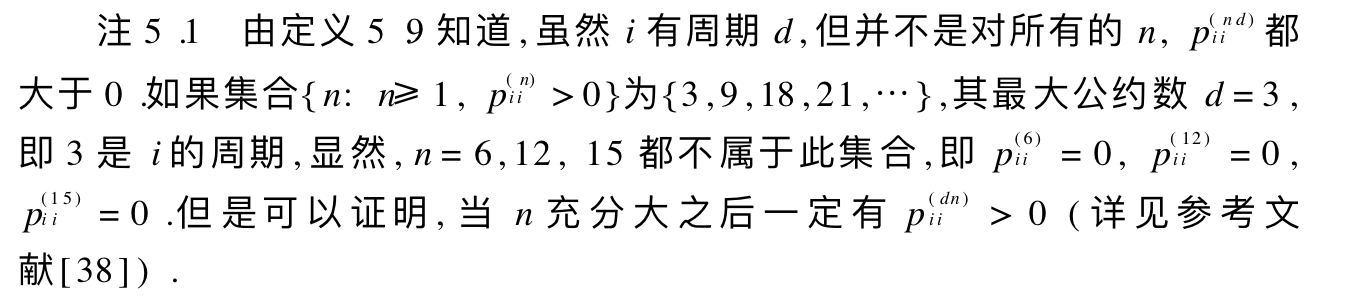 注 5 .1 由定义 5 9 知道,虽然 i 有周期 d,但并不是对所有的 n, p_{ii}^{(nd)} 都
大于 0 .如果集合{n: n≥1, p_{ii}^{(n)} >0}为{3,9,18,21,⋯},其最大公约数 d=3,
即 3 是 i的周期,显然,n=6,12, 15 都不属于此集合,即 p_{ii}^{(6)} =0, p_{ii}^{(12)} =0,
p_{ii}^{(15)} =0 .但是可以证明,当 n 充分大之后一定有 p_{ii}^{(dn)} > 0 (详见参考文
献[38]) .